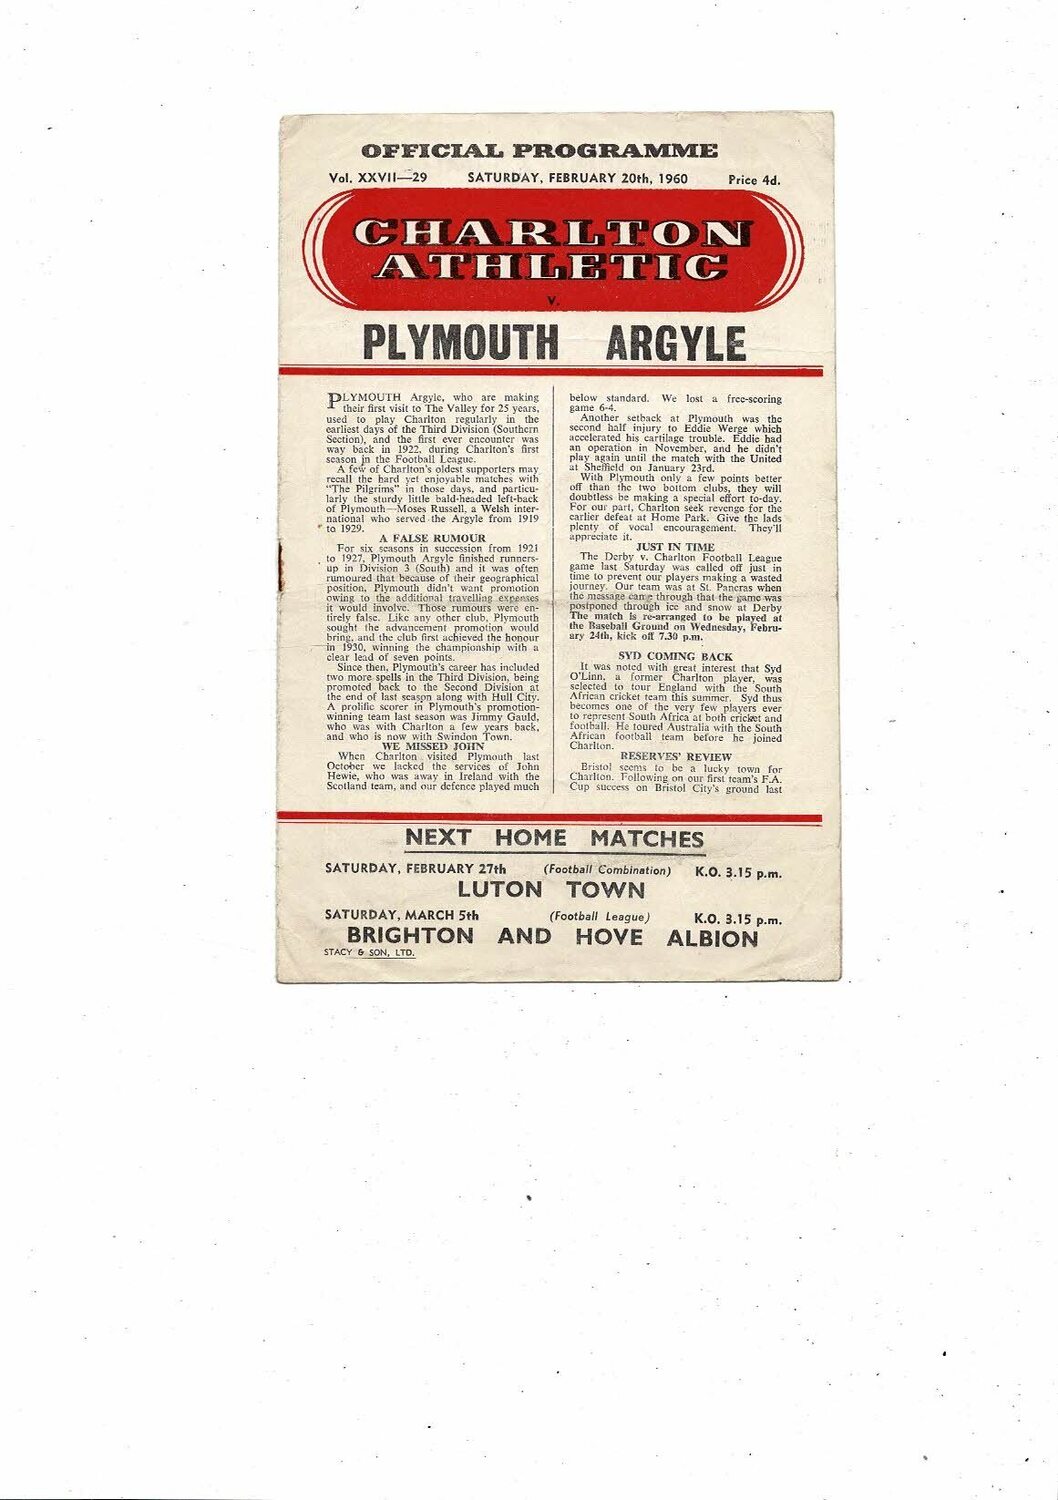 OFFICIAL PROGRAMME
Vol. XXVII—29 SATURDAY, FEBRUARY 20th, 1960 Price 4d.
CHARLTON
ATHLETIC
v.
PLYMOUTH ARGYLE
PLYMOUTH Argyle, who are making
their first visit to The Valley for 25 years,
used to play Charlton regularly in the
earliest days of the Third Division (Southern
Section), and the first ever encounter was
way back in 1922, during Charlton's first
season in the Football League.
A few of Charlton's oldest supporters may
recall the hard yet enjoyable matches with
"The Pilgrims" in those days, and particu-
larly the sturdy little bald-headed left-back
of Plymouth—Moses Russell, a Welsh inter-
national who served the Argyle from 1919
to 1929.
A FALSE RUMOUR
For six seasons in succession from 1921
to 1927, Plymouth Argyle finished runners-
up in Division 3 (South) and it was often
rumoured that because of their geographical
position, Plymouth didn't want promotion
owing to the additional travelling expenses
it would involve. Those rumours were en-
tirely false. Like any other club, Plymouth
sought the advancement promotion would
bring, and the club first achieved the honour
in 1930, winning the championship with a
clear lead of seven points.
Since then, Plymouth's career has included
two more spells in the Third Division, being
promoted back to the Second Division at
the end of last season along with Hull City.
A prolific scorer in Plymouth's promotion-
winning team last season was Jimmy Gauld,
who was with Charlton a few years back,
and who is now with Swindon Town.
WE MISSED JOHN
When Charlton visited Plymouth last
October we lacked the services of John
Hewie, who was away in Ireland with the
Scotland team, and our defence played much
below standard. We lost a free-scoring
game 6-4.
Another setback at Plymouth was the
second half injury to Eddie Werge which
accelerated his cartilage trouble. Eddie had
an operation in November, and he didn't
play again until the match with the United
at Sheffield on January 23rd.
With Plymouth only a few points better
off than the two bottom clubs, they will
doubtless be making a special effort to-day.
For our part, Charlton seek revenge for the
earlier defeat at Home Park. Give the lads
plenty of vocal encouragement. They'll
appreciate it.
JUST IN TIME
The Derby v. Charlton Football League
game last Saturday was called off just in
time to prevent our players making a wasted
journey. Our team was at St. Pancras when
the message came through that the game was
postponed through ice and snow at Derby
The match is re-arranged to be played at
the Baseball Ground on Wednesday, Febru-
ary 24th, kick off 7.30 p.m.
SYD COMING BACK
It was noted with great interest that Syd
O'Linn, a former Charlton player, was
selected to tour England with the South
African cricket team this summer. Syd thus
becomes one of the very few players ever
to represent South Africa at both cricket and
football. He toured Australia with the South
African football team before he joined
Charlton.
RESERVES' REVIEW
Bristol seems to be a lucky town for
Charlton. Following on our first team's F.A.
Cup success on Bristol City's ground last
NEXT HOME MATCHES
SATURDAY, FEBRUARY 27th (Football Combination) K.O. 3.15 p.m.
LUTON TOWN
SATURDAY, MARCH 5th (Football League) K.O. 3.15 p.m.
BRIGHTON AND HOVE ALBION
STACY & SON, LTD.